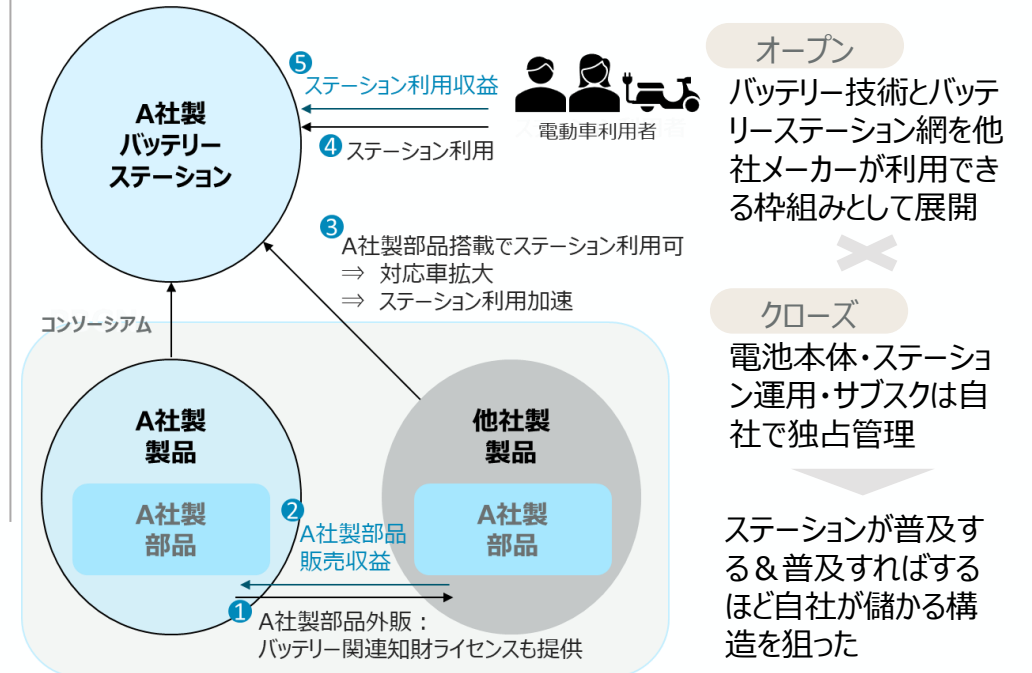 A社製
バッテリー
ステーション
❺
ステーション利用収益
❹ ステーション利用
電動車利用者
❸
A社製部品搭載でステーション利用可
⇒ 対応車拡大
⇒ ステーション利用加速
コンソーシアム
A社製
製品
A社製
部品
他社製
製品
A社製
部品
❷
A社製部品
販売収益
❶
A社製部品外販：
バッテリー関連知財ライセンスも提供
オープン
バッテリー技術とバッテ
リーステーション網を他
社メーカーが利用でき
る枠組みとして展開
クローズ
電池本体・ステーショ
ン運用・サブスクは自
社で独占管理
ステーションが普及す
る＆普及すればする
ほど自社が儲かる構
造を狙った